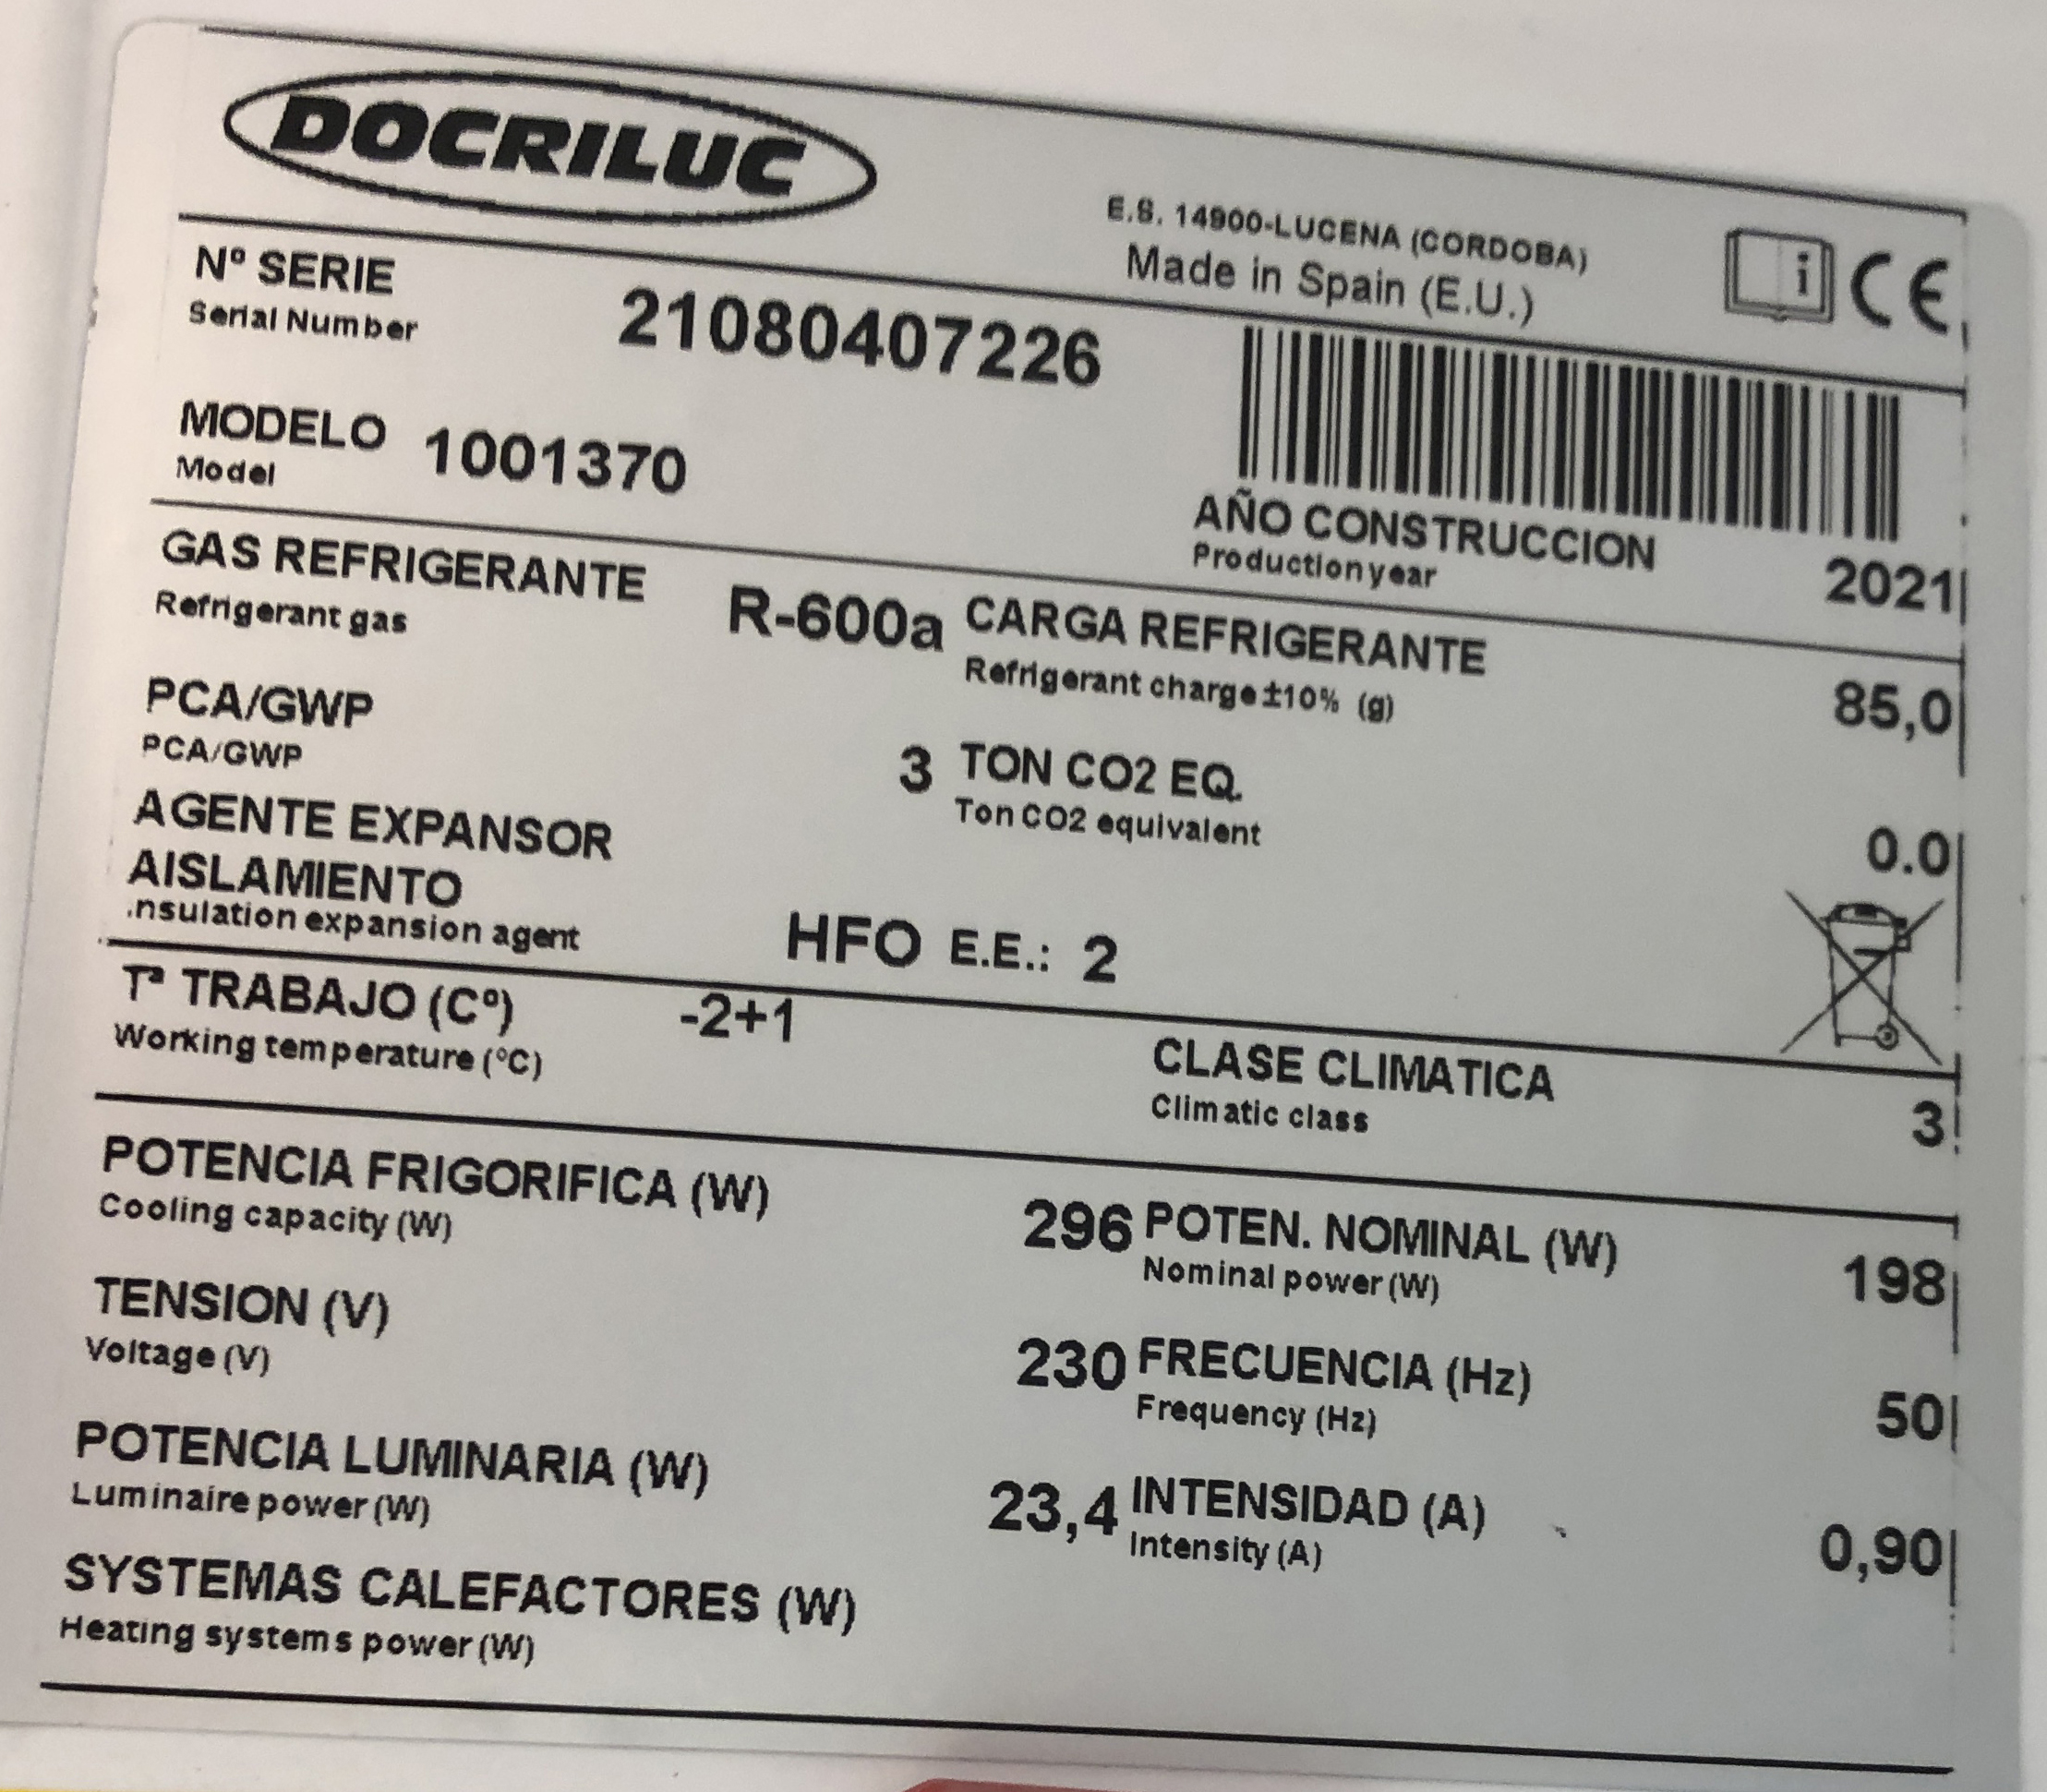 DOCRILUC
E.S. 14900-LUCENA (CORDOBA)
Made in Spain (E.U.)
i CE
Nº SERIE
Serial Number
21080407226
MODELO 1001370
Model
AÑO CONSTRUCCION 2021
Production year
GAS REFRIGERANTE R-600a
Refrigerant gas
CARGA REFRIGERANTE 85,0
Refrigerant charge ±10% (g)
PCA/GWP 3
PCA/GWP
TON CO2 EQ. 0.0
Ton CO2 equivalent
AGENTE EXPANSOR
AISLAMIENTO
.nsulation expansion agent
HFO E.E.: 2
Tª TRABAJO (Cº) -2+1
Working temperature (ºC)
CLASE CLIMATICA 3
Climatic class
POTENCIA FRIGORIFICA (W) 296
Cooling capacity (W)
POTEN. NOMINAL (W) 198
Nominal power (W)
TENSION (V) 230
Voltage (V)
FRECUENCIA (Hz) 50
Frequency (Hz)
POTENCIA LUMINARIA (W) 23,4
Luminaire power (W)
INTENSIDAD (A) 0,90
Intensity (A)
SYSTEMAS CALEFACTORES (W)
Heating systems power (W)